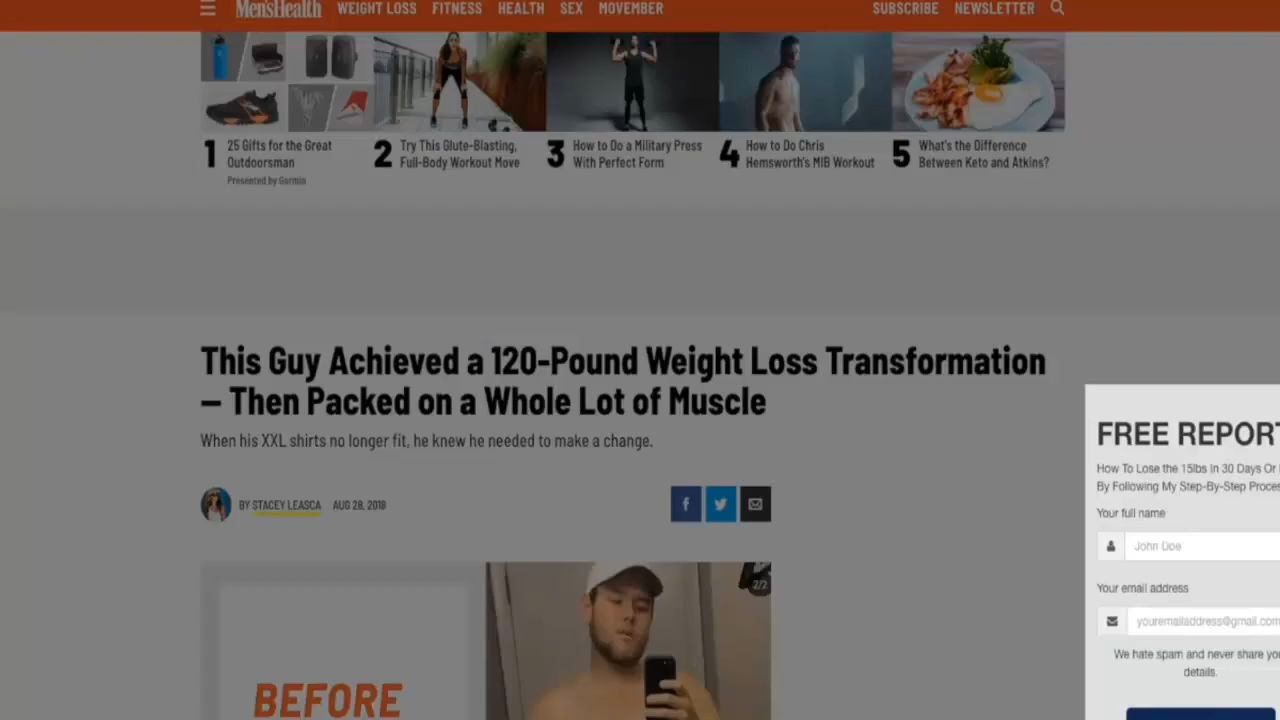 Men'sHealth WEIGHT LOSS FITNESS HEALTH SEX MOVEMBER SUBSCRIBE NEWSLETTER
1 25 Gifts for the Great
Outdoorsman
Presented by Garmin
2 Try This Glute-Blasting,
Full-Body Workout Move
3 How to Do a Military Press
With Perfect Form
4 How to Do Chris
Hemsworth's MIB Workout
5 What's the Difference
Between Keto and Atkins?
This Guy Achieved a 120-Pound Weight Loss Transformation
— Then Packed on a Whole Lot of Muscle
When his XXL shirts no longer fit, he knew he needed to make a change.
BY STACEY LEASCA AUG 28, 2018
2/2
BEFORE
FREE REPORT
How To Lose the 15lbs In 30 Days Or
By Following My Step-By-Step Proces
Your full name
John Doe
Your email address
youremailaddress@gmail.com
We hate spam and never share you
details.